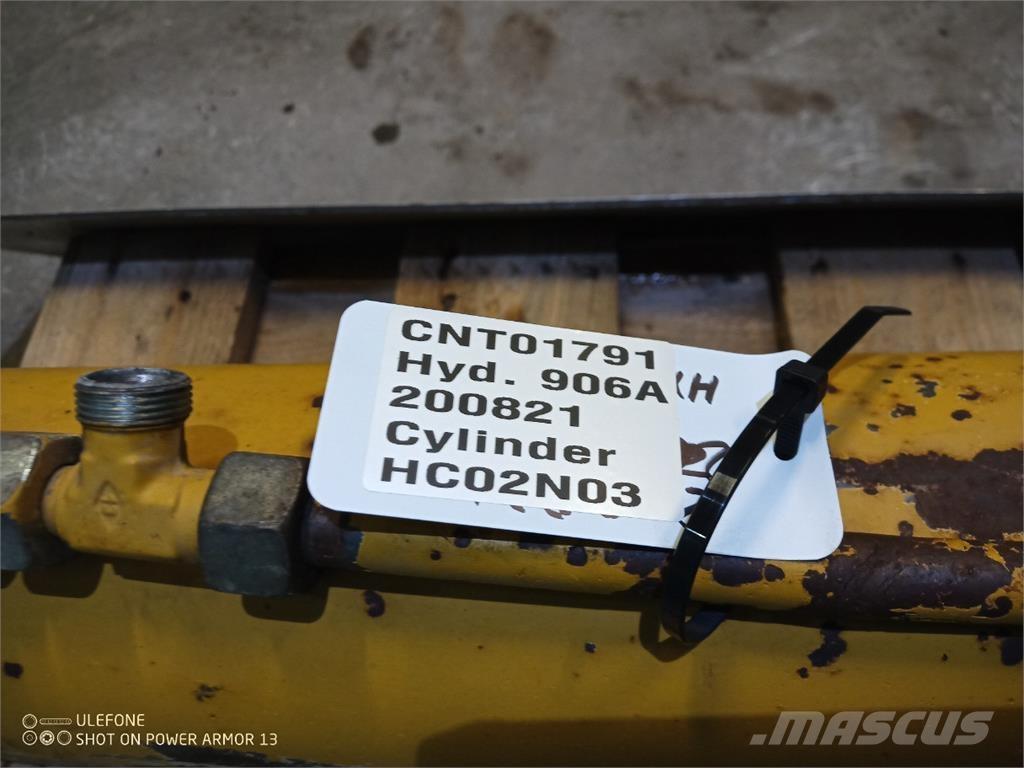 CNT01791
Hyd. 906A
200821
Cylinder
HC02N03
ULEFONE
SHOT ON POWER ARMOR 13
MASCUS